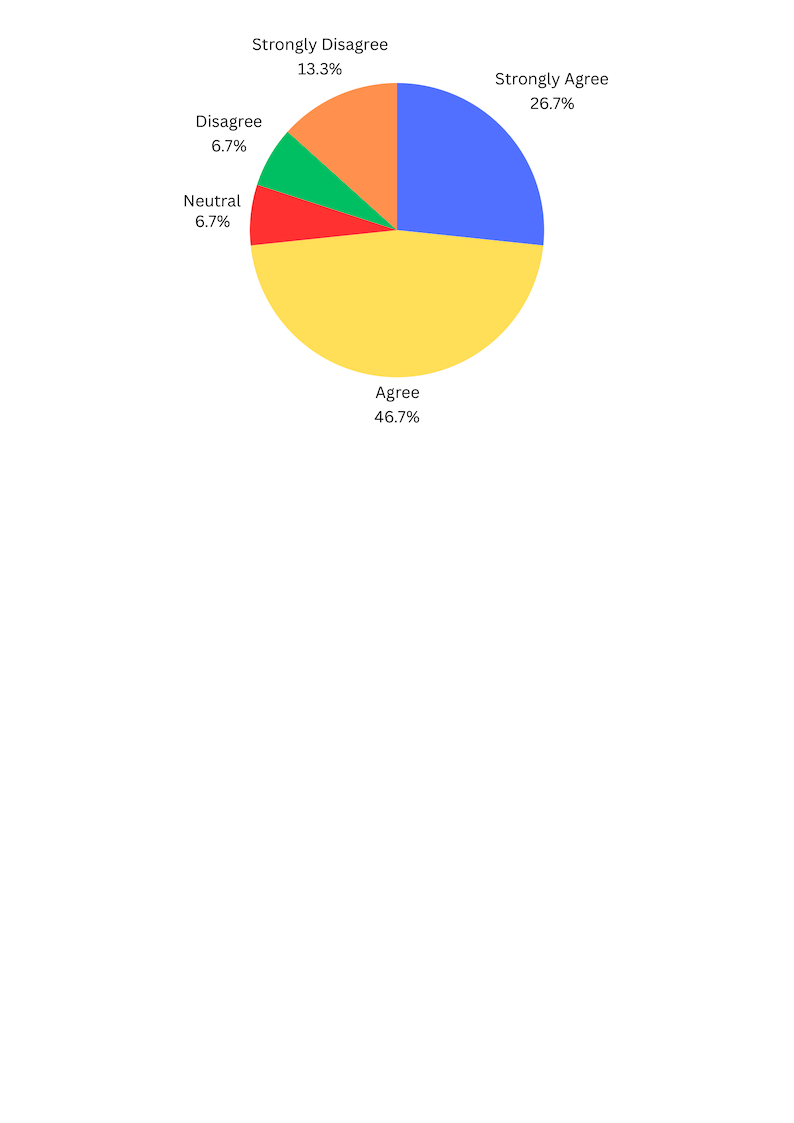 Strongly Disagree
13.3%
Strongly Agree
26.7%
Disagree
6.7%
Neutral
6.7%
Agree
46.7%